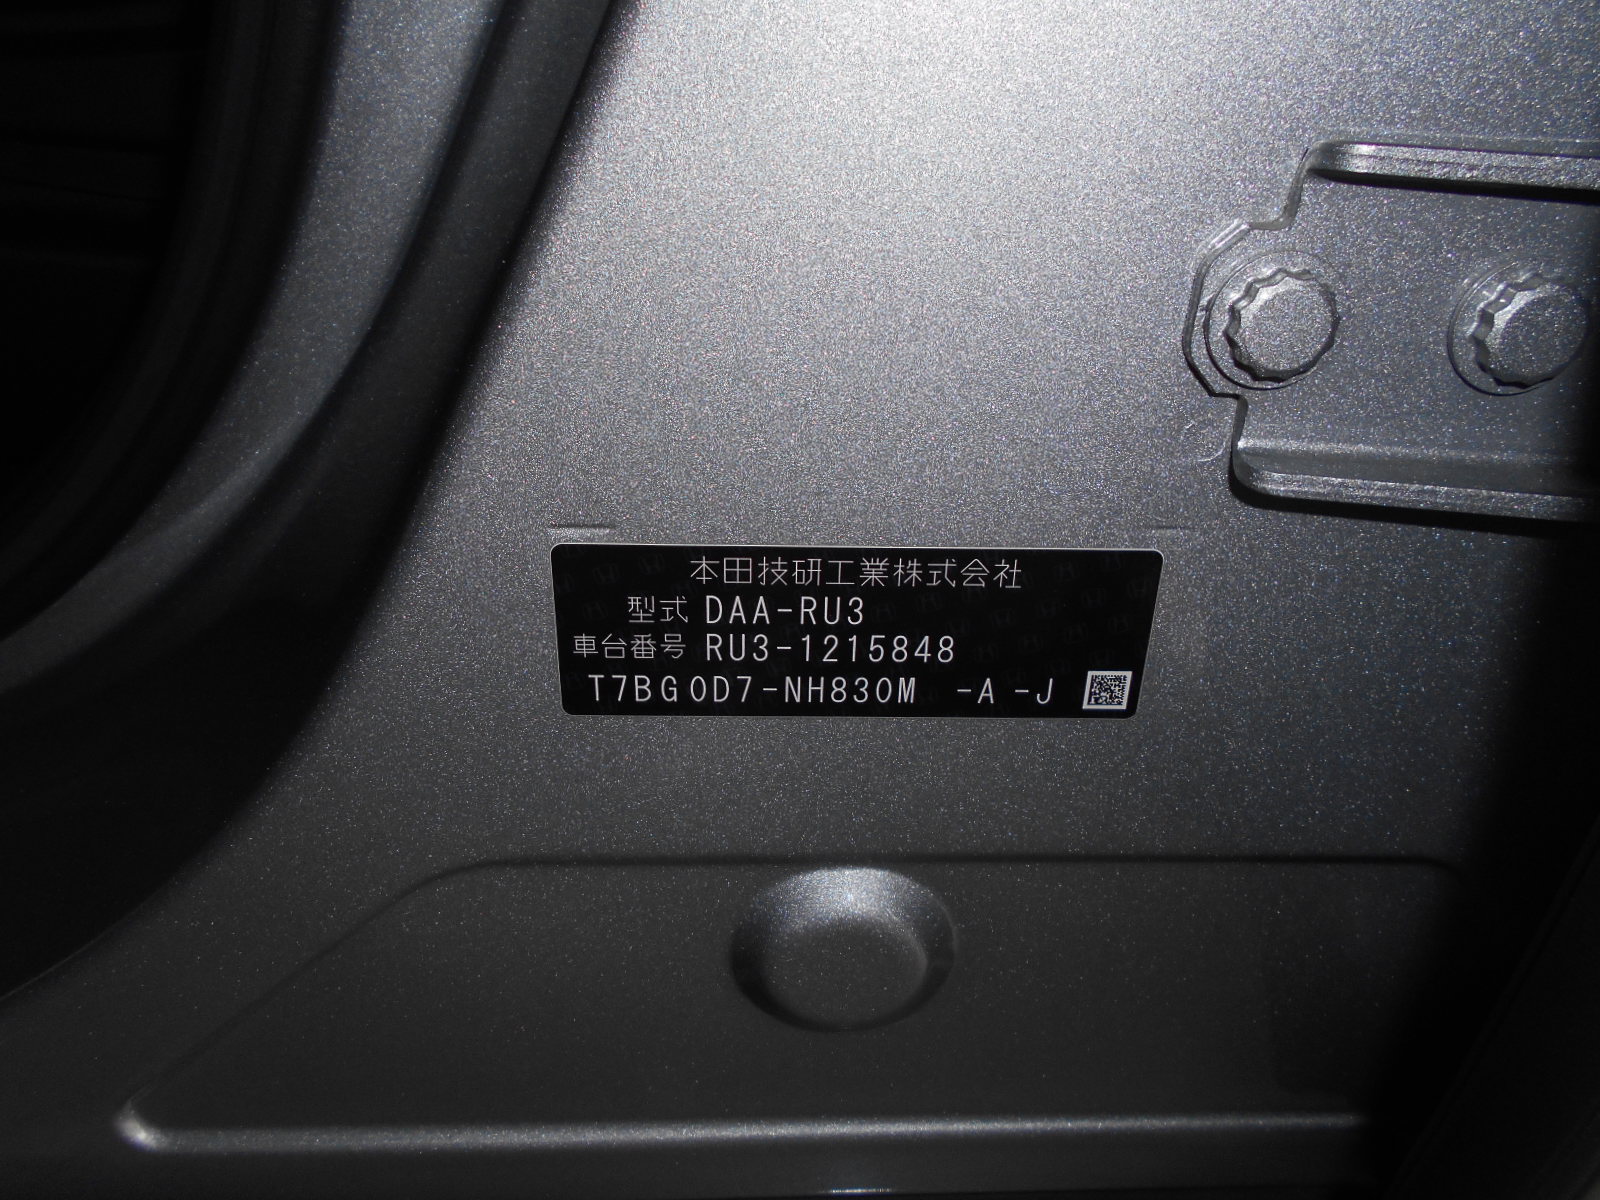 本田技研工業株式会社
型式 DAA-RU3
車台番号 RU3-1215848
T7BG0D7-NH830M -A -J